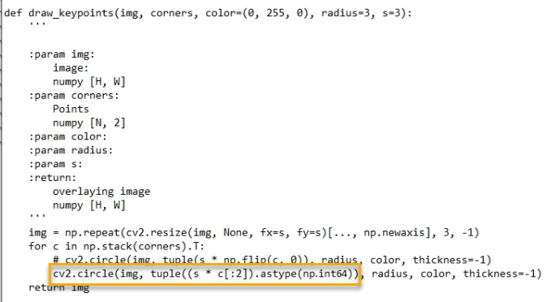 def draw_keypoints(img, corners, color=(0, 255, 0), radius=3, s=3):
'''
:param img:
image:
numpy [H, W]
:param corners:
Points
numpy [N, 2]
:param color:
:param radius:
:param s:
:return:
overlaying image
numpy [H, W]
'''
img = np.repeat(cv2.resize(img, None, fx=s, fy=s)[..., np.newaxis], 3, -1)
for c in np.stack(corners).T:
# cv2.circle(img, tuple(s * np.flip(c, 0)), radius, color, thickness=-1)
cv2.circle(img, tuple((s * c[:2]).astype(np.int64)), radius, color, thickness=-1)
return img